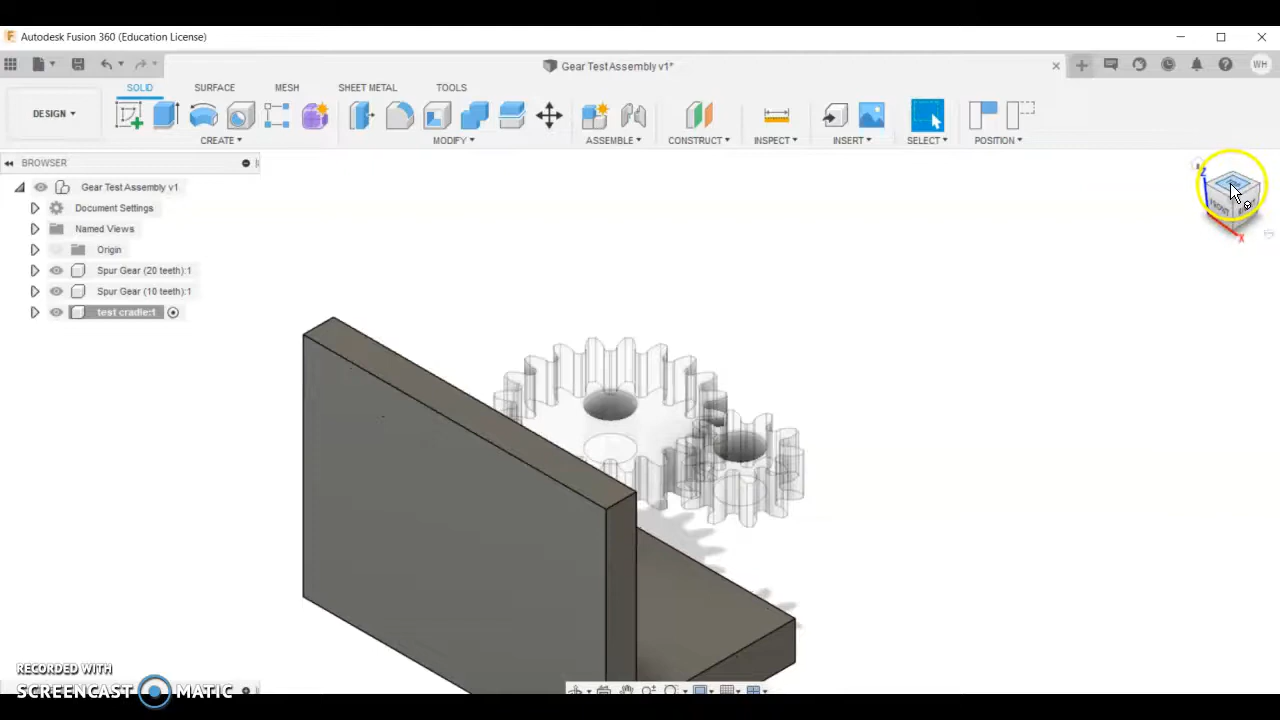 Autodesk Fusion 360 (Education License)
Gear Test Assembly v1*
WH
SOLID SURFACE MESH SHEET METAL TOOLS
DESIGN
CREATE MODIFY ASSEMBLE CONSTRUCT INSPECT INSERT SELECT POSITION
BROWSER
Gear Test Assembly v1
Document Settings
Named Views
Origin
Spur Gear (20 teeth):1
Spur Gear (10 teeth):1
test cradle:1
Z
FRONT
X
RECORDED WITH
SCREENCAST MATIC